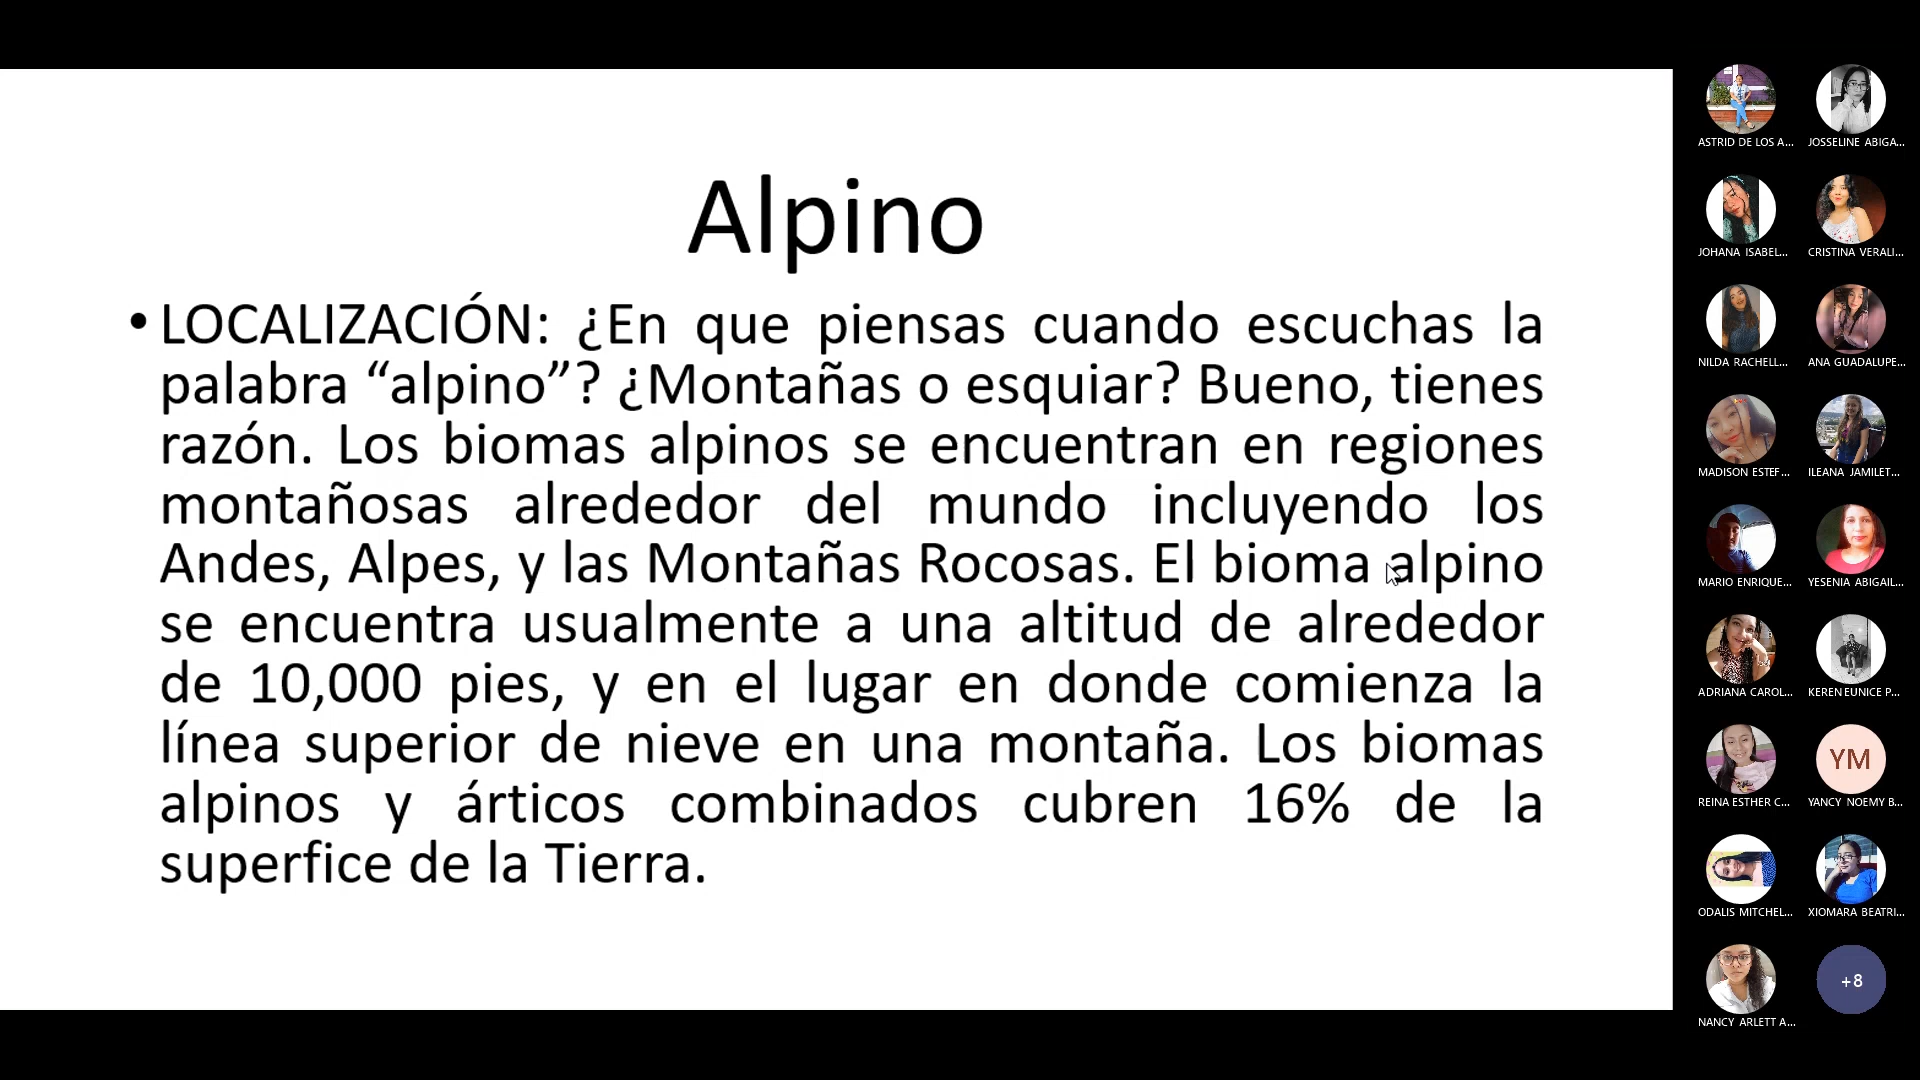 Alpino
• LOCALIZACIÓN: ¿En que piensas cuando escuchas la
palabra “alpino”? ¿Montañas o esquiar? Bueno, tienes
razón. Los biomas alpinos se encuentran en regiones
montañosas alrededor del mundo incluyendo los
Andes, Alpes, y las Montañas Rocosas. El bioma alpino
se encuentra usualmente a una altitud de alrededor
de 10,000 pies, y en el lugar en donde comienza la
línea superior de nieve en una montaña. Los biomas
alpinos y árticos combinados cubren 16% de la
superfice de la Tierra.
ASTRID DE LOS A...
JOSSELINE ABIGA...
JOHANA ISABEL...
CRISTINA VERALI...
NILDA RACHELL...
ANA GUADALUPE...
MADISON ESTEF...
ILEANA JAMILET...
MARIO ENRIQUE...
YESENIA ABIGAIL...
ADRIANA CAROL...
KEREN EUNICE P...
REINA ESTHER C...
YM
YANCY NOEMY B...
ODALIS MITCHEL...
XIOMARA BEATRI...
NANCY ARLETT A...
+8